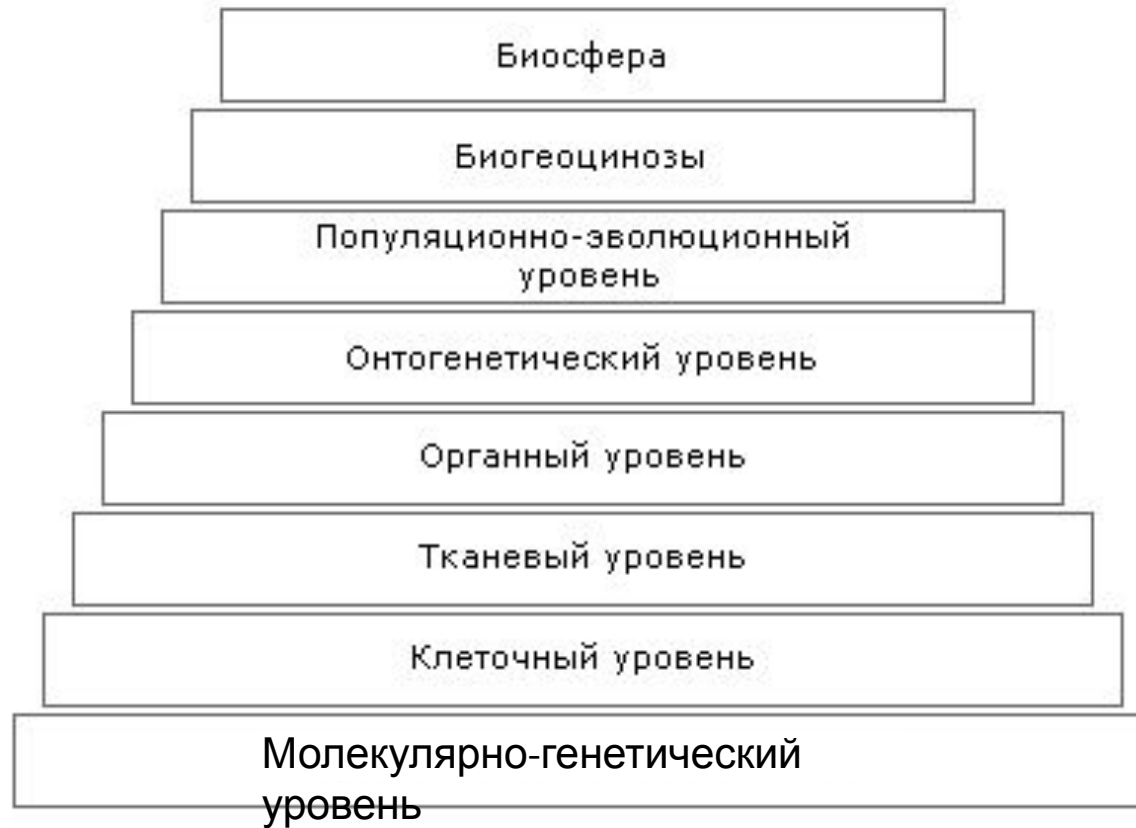 Биосфера
Биогеоцинозы
Популяционно-эволюционный
уровень
Онтогенетический уровень
Органный уровень
Тканевый уровень
Клеточный уровень
Молекулярно-генетический
уровень